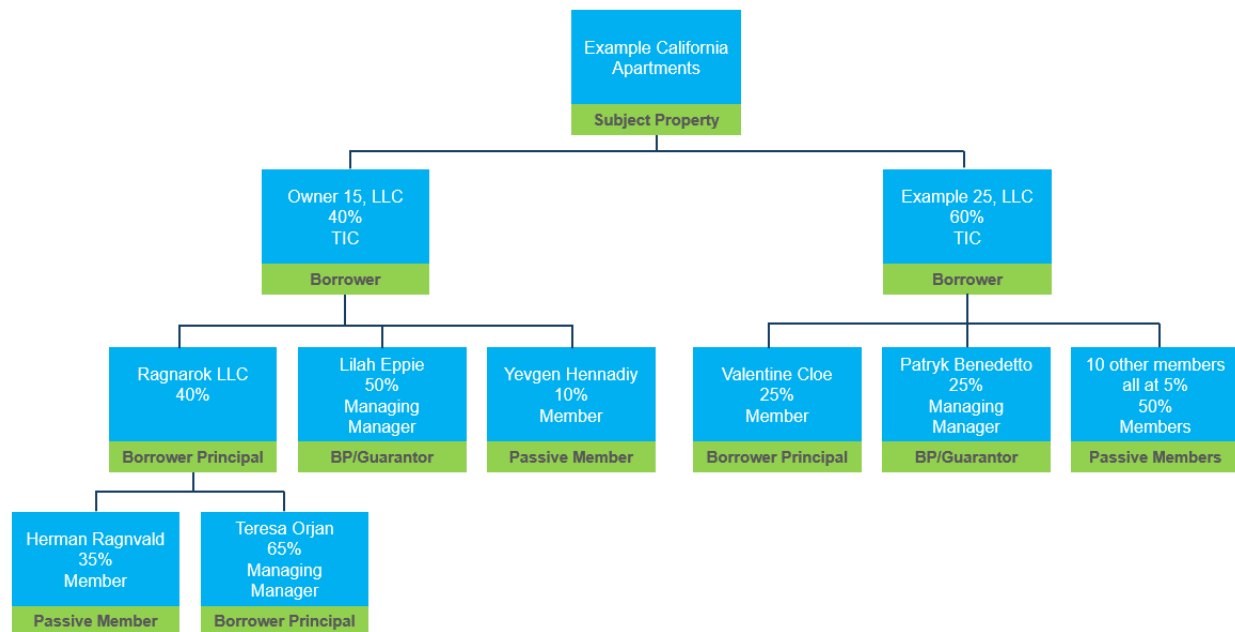 Example California
Apartments
Subject Property
Owner 15, LLC
40%
TIC
Borrower
Example 25, LLC
60%
TIC
Borrower
Ragnarok LLC
40%
Borrower Principal
Lilah Eppie
50%
Managing
Manager
BP/Guarantor
Yevgen Hennadiy
10%
Member
Passive Member
Valentine Cloe
25%
Member
Borrower Principal
Patryk Benedetto
25%
Managing
Manager
BP/Guarantor
10 other members
all at 5%
50%
Members
Passive Members
Herman Ragnvald
35%
Member
Passive Member
Teresa Orjan
65%
Managing
Manager
Borrower Principal